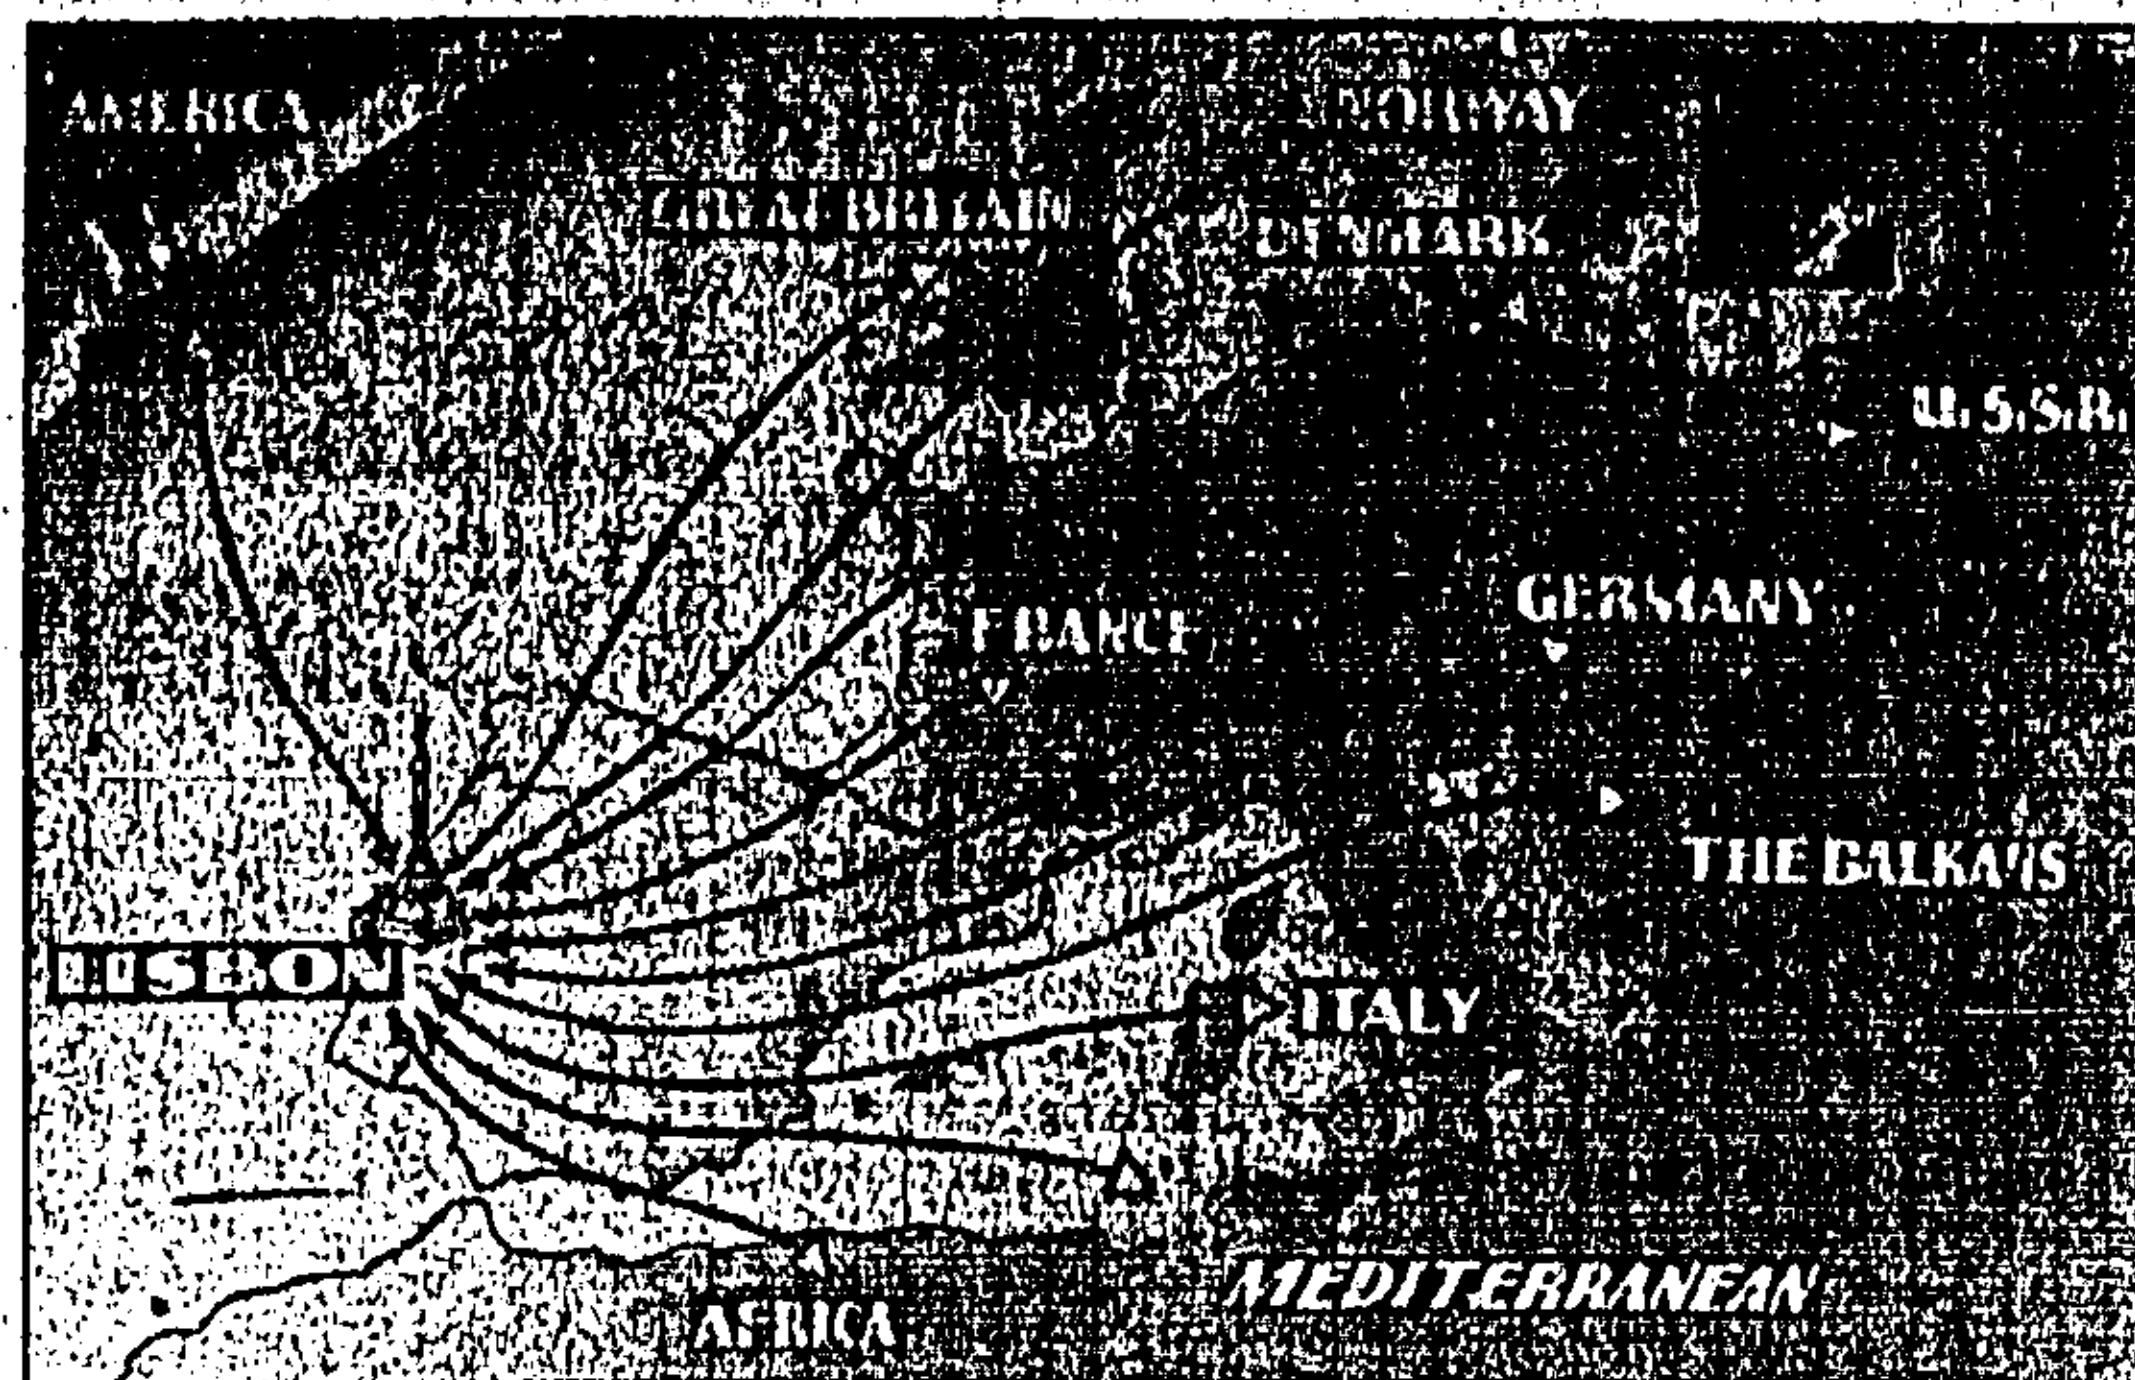 AMERICA
NORWAY
GREAT BRITAIN
DENMARK
U.S.S.R.
GERMANY
FRANCE
THE BALKANS
LISBON
ITALY
MEDITERRANEAN
AFRICA